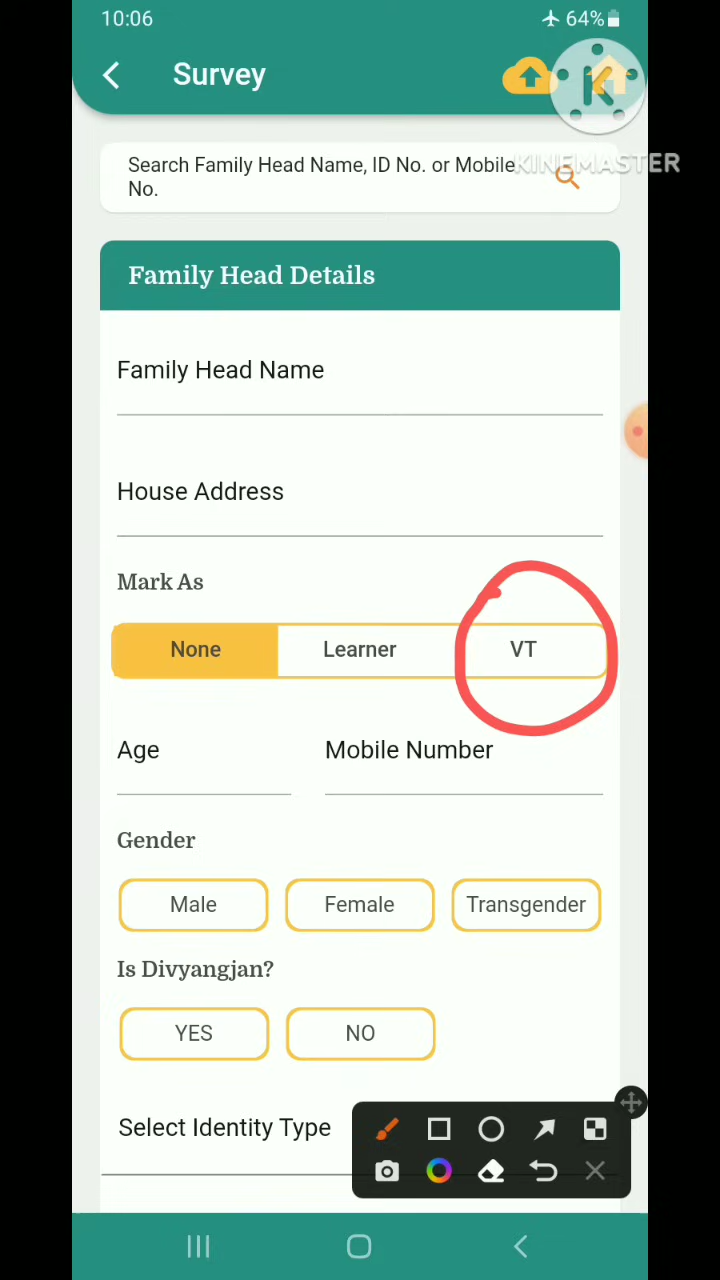 10:06
64%
Survey
KINEMASTER
Search Family Head Name, ID No. or Mobile
No.
Family Head Details
Family Head Name
House Address
Mark As
None Learner VT
Age Mobile Number
Gender
Male Female Transgender
Is Divyangjan?
YES NO
Select Identity Type